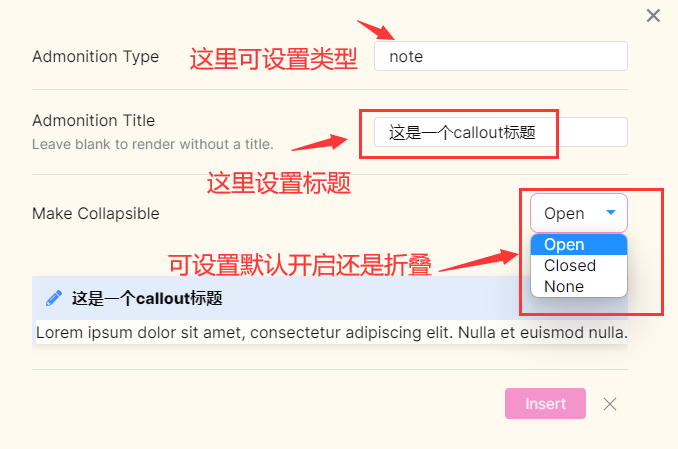 Admonition Type
这里可设置类型
note
Admonition Title
Leave blank to render without a title.
这是一个callout标题
这里设置标题
Make Collapsible
Open
Open
Closed
None
可设置默认开启还是折叠
这是一个callout标题
Lorem ipsum dolor sit amet, consectetur adipiscing elit. Nulla et euismod nulla.
Insert